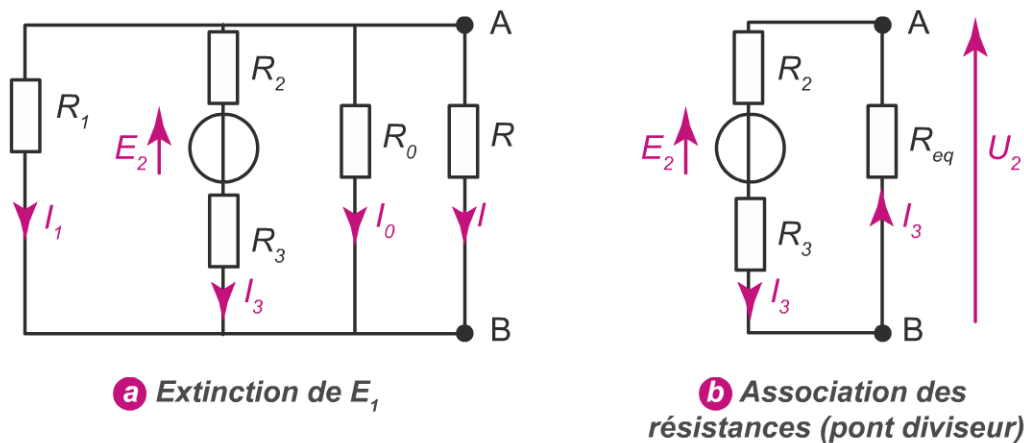 A
R₂
R₁
E₂
R₀
R
I₁
I₀
I
R₃
I₃
B
a Extinction de E₁
A
R₂
E₂
R_eq
U₂
R₃
I₃
I₃
B
b Association des
résistances (pont diviseur)